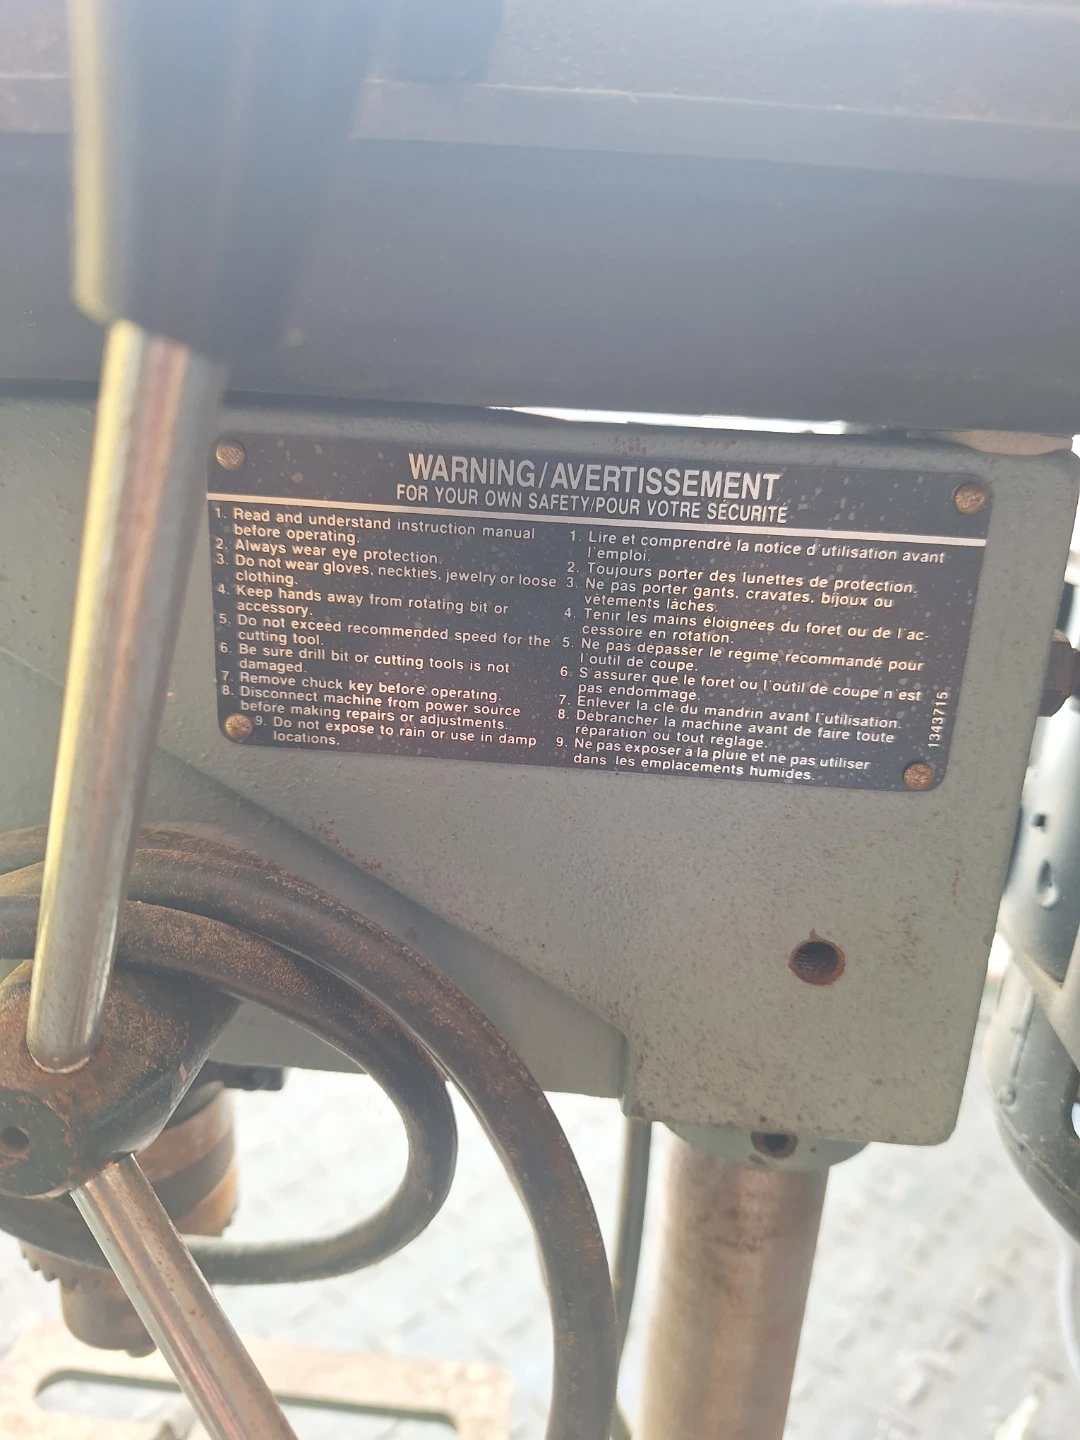 WARNING/AVERTISSEMENT
FOR YOUR OWN SAFETY/POUR VOTRE SÉCURITÉ
1. Read and understand instruction manual
before operating.
2. Always wear eye protection.
3. Do not wear gloves, neckties, jewelry or loose
clothing.
4. Keep hands away from rotating bit or
accessory.
5. Do not exceed recommended speed for the
cutting tool.
6. Be sure drill bit or cutting tools is not
damaged.
7. Remove chuck key before operating.
8. Disconnect machine from power source
before making repairs or adjustments.
9. Do not expose to rain or use in damp
locations.
1. Lire et comprendre la notice d'utilisation avant
l'emploi.
2. Toujours porter des lunettes de protection.
3. Ne pas porter gants, cravates, bijoux ou
vêtements lâches.
4. Tenir les mains éloignées du foret ou de l'ac-
cessoire en rotation.
5. Ne pas dépasser le régime recommandé pour
l'outil de coupe.
6. S'assurer que le foret ou l'outil de coupe n'est
pas endommagé.
7. Enlever la clé du mandrin avant l'utilisation.
8. Débrancher la machine avant de faire toute
réparation ou tout réglage.
9. Ne pas exposer à la pluie et ne pas utiliser
dans les emplacements humides.
1343715